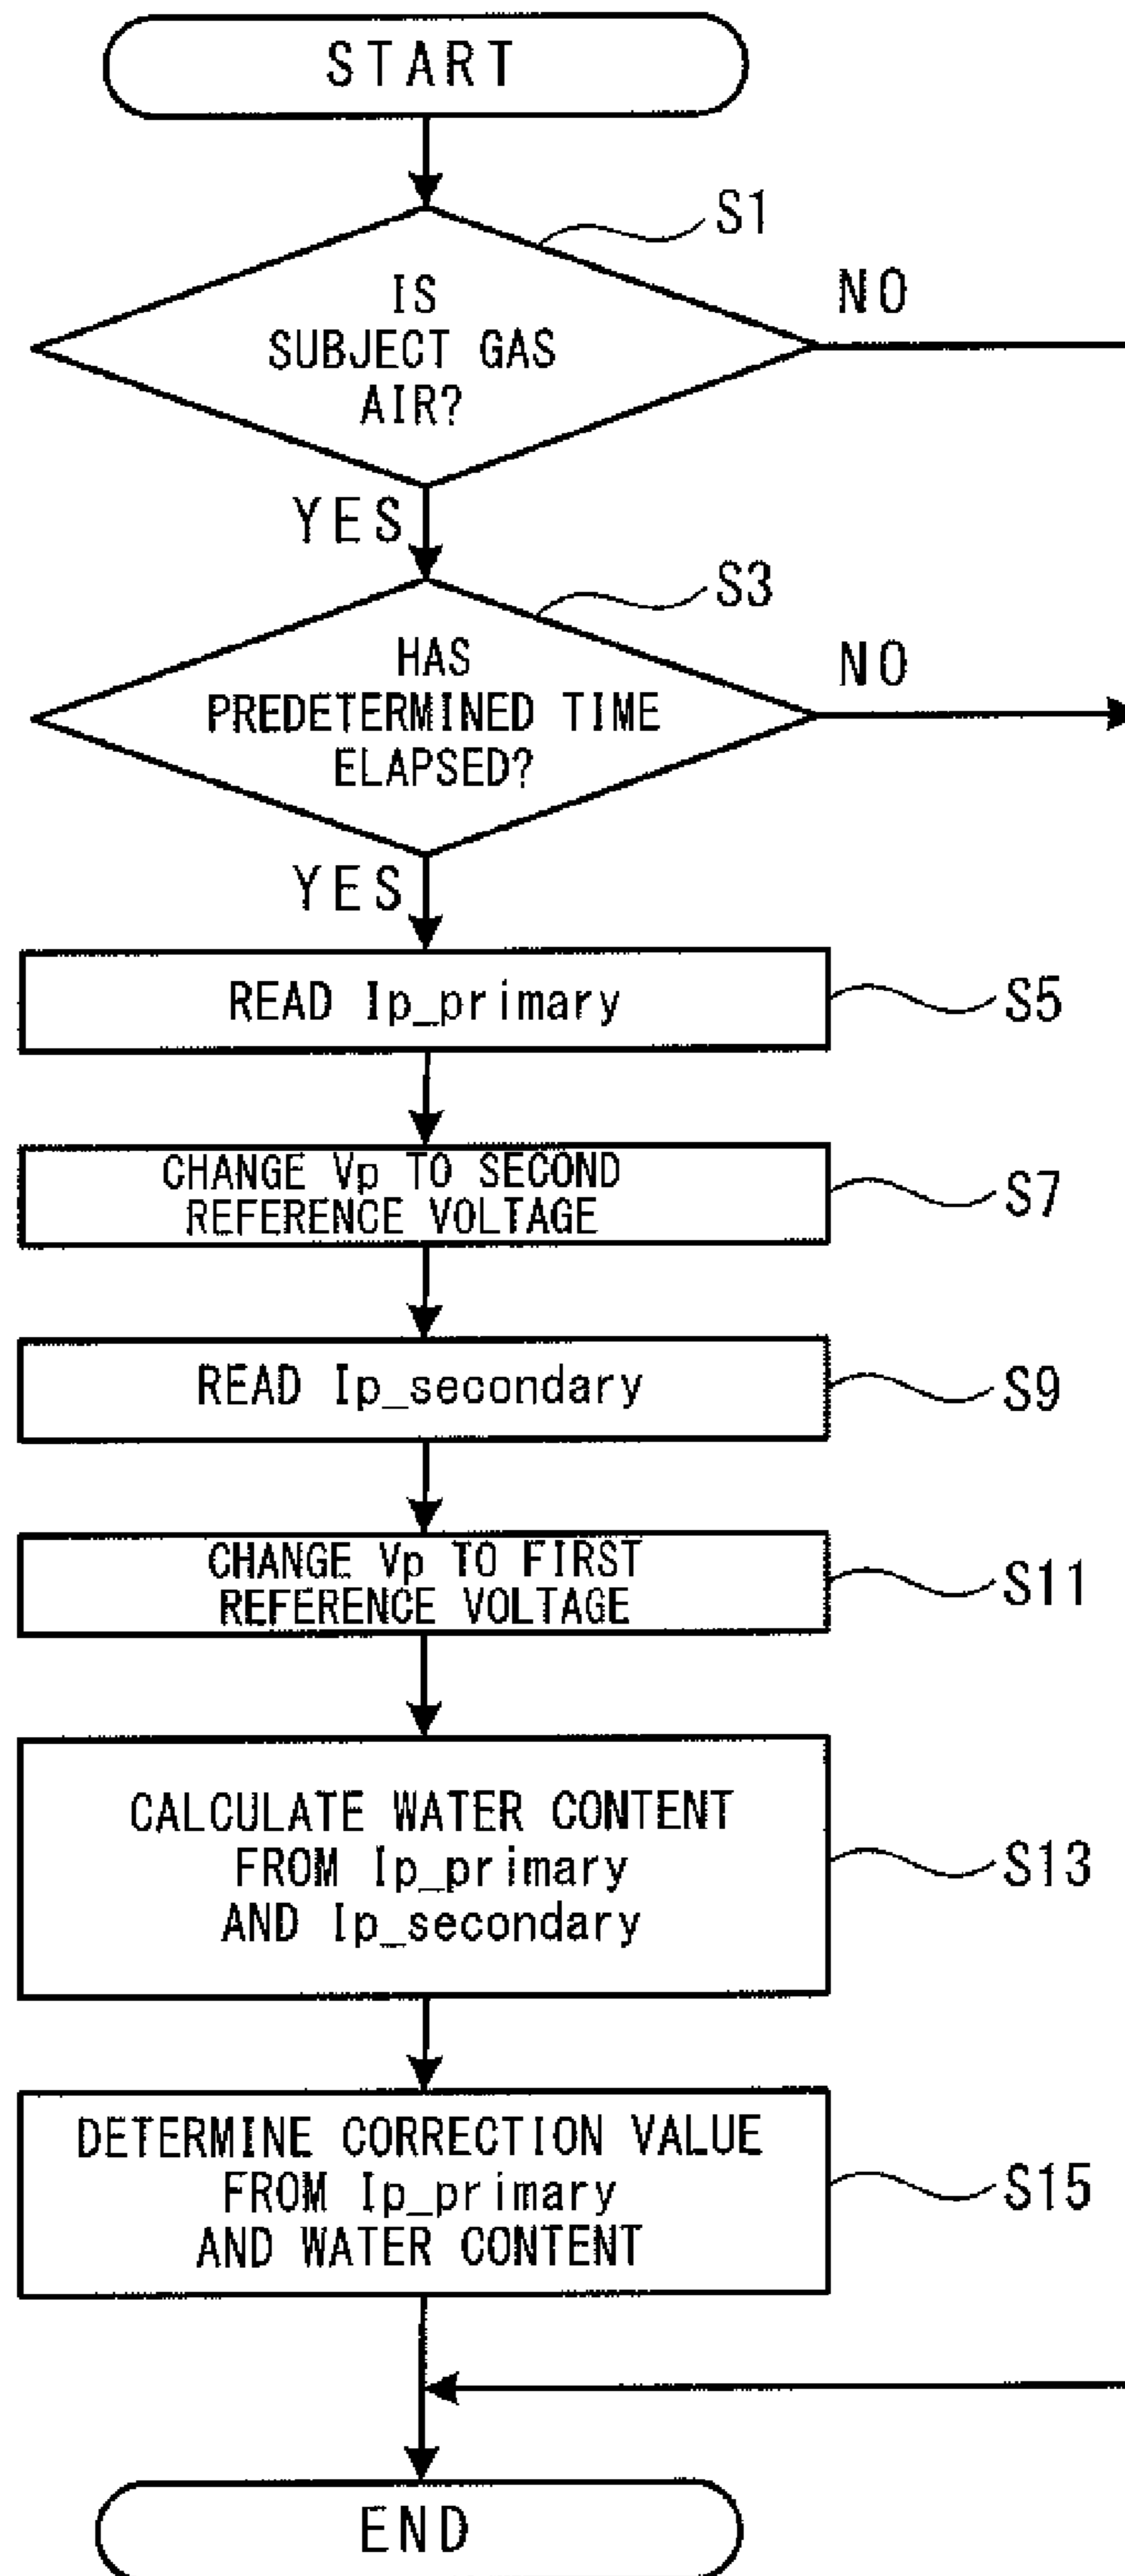 START
S1
IS
SUBJECT GAS
AIR?
NO
YES
S3
HAS
PREDETERMINED TIME
ELAPSED?
NO
YES
READ Ip_primary
S5
CHANGE Vp TO SECOND
REFERENCE VOLTAGE
S7
READ Ip_secondary
S9
CHANGE Vp TO FIRST
REFERENCE VOLTAGE
S11
CALCULATE WATER CONTENT
FROM Ip_primary
AND Ip_secondary
S13
DETERMINE CORRECTION VALUE
FROM Ip_primary
AND WATER CONTENT
S15
END